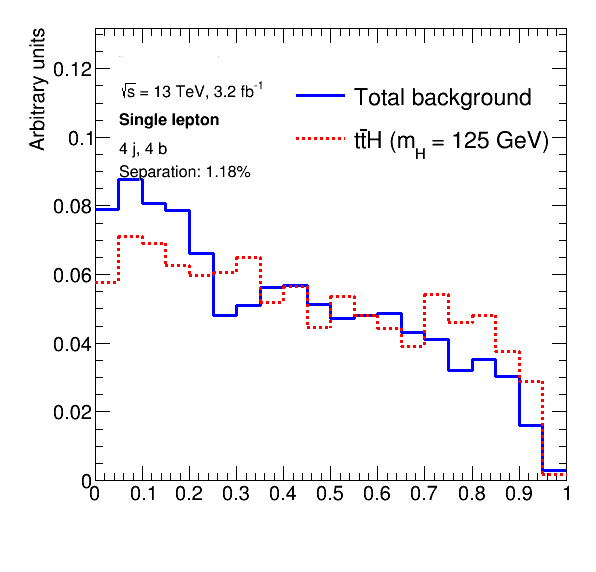 Arbitrary units
0.12
0.1
0.08
0.06
0.04
0.02
0
√s = 13 TeV, 3.2 fb⁻¹
Single lepton
4 j, 4 b
Separation: 1.18%
Total background
tt̄H (m_H = 125 GeV)
0 0.1 0.2 0.3 0.4 0.5 0.6 0.7 0.8 0.9 1